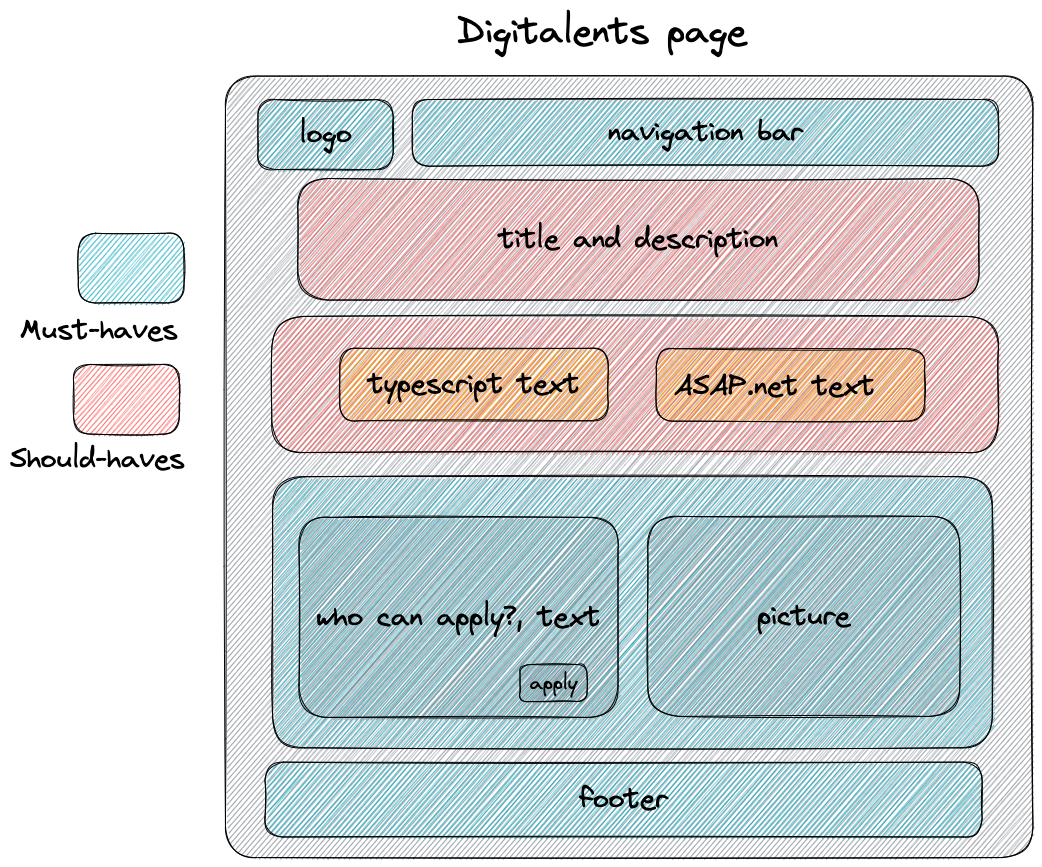 Digitalents page
logo
navigation bar
title and description
Must-haves
Should-haves
typescript text
ASAP.net text
who can apply?, text
apply
picture
footer